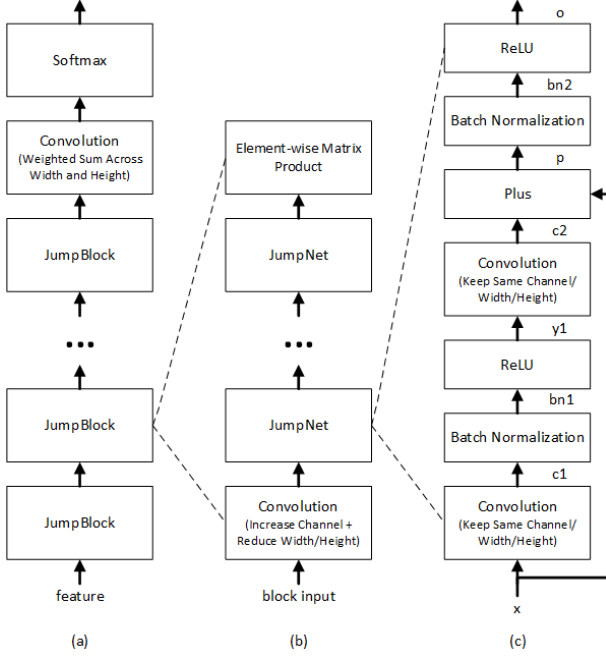 Softmax
Convolution
(Weighted Sum Across
Width and Height)
JumpBlock
...
JumpBlock
JumpBlock
feature
(a)
Element-wise Matrix
Product
JumpNet
...
JumpNet
Convolution
(Increase Channel +
Reduce Width/Height)
block input
(b)
o
ReLU
bn2
Batch Normalization
p
Plus
c2
Convolution
(Keep Same Channel/
Width/Height)
y1
ReLU
bn1
Batch Normalization
c1
Convolution
(Keep Same Channel/
Width/Height)
x
(c)